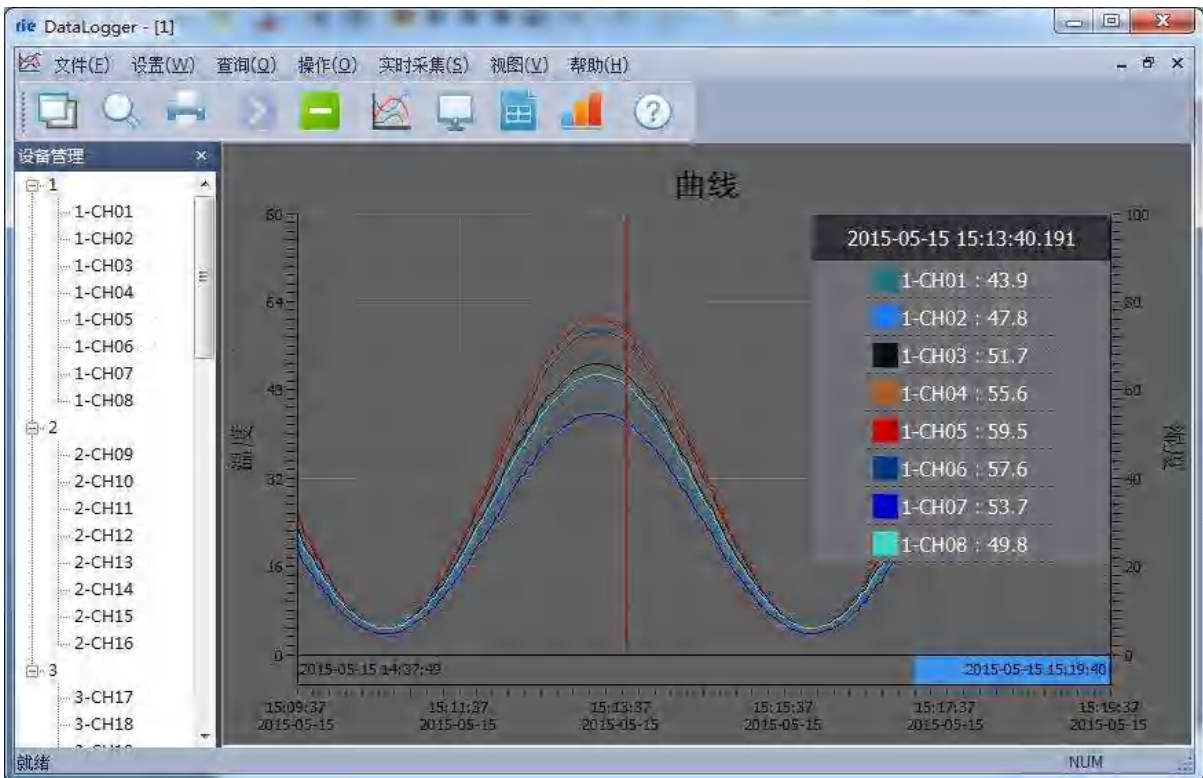 rie DataLogger - [1]
文件(F) 设置(W) 查询(Q) 操作(O) 实时采集(S) 视图(V) 帮助(H)
设备管理
1
1-CH01
1-CH02
1-CH03
1-CH04
1-CH05
1-CH06
1-CH07
1-CH08
2
2-CH09
2-CH10
2-CH11
2-CH12
2-CH13
2-CH14
2-CH15
2-CH16
3
3-CH17
3-CH18
曲线
80
64
48
32
16
0
温度
2015-05-15 15:13:40.191
1-CH01 : 43.9
1-CH02 : 47.8
1-CH03 : 51.7
1-CH04 : 55.6
1-CH05 : 59.5
1-CH06 : 57.6
1-CH07 : 53.7
1-CH08 : 49.8
100
80
60
40
20
0
2015-05-15 14:37:49
2015-05-15 15:19:40
15:09:37 15:11:37 15:13:37 15:15:37 15:17:37 15:19:37
2015-05-15 2015-05-15 2015-05-15 2015-05-15 2015-05-15 2015-05-15
就绪
NUM